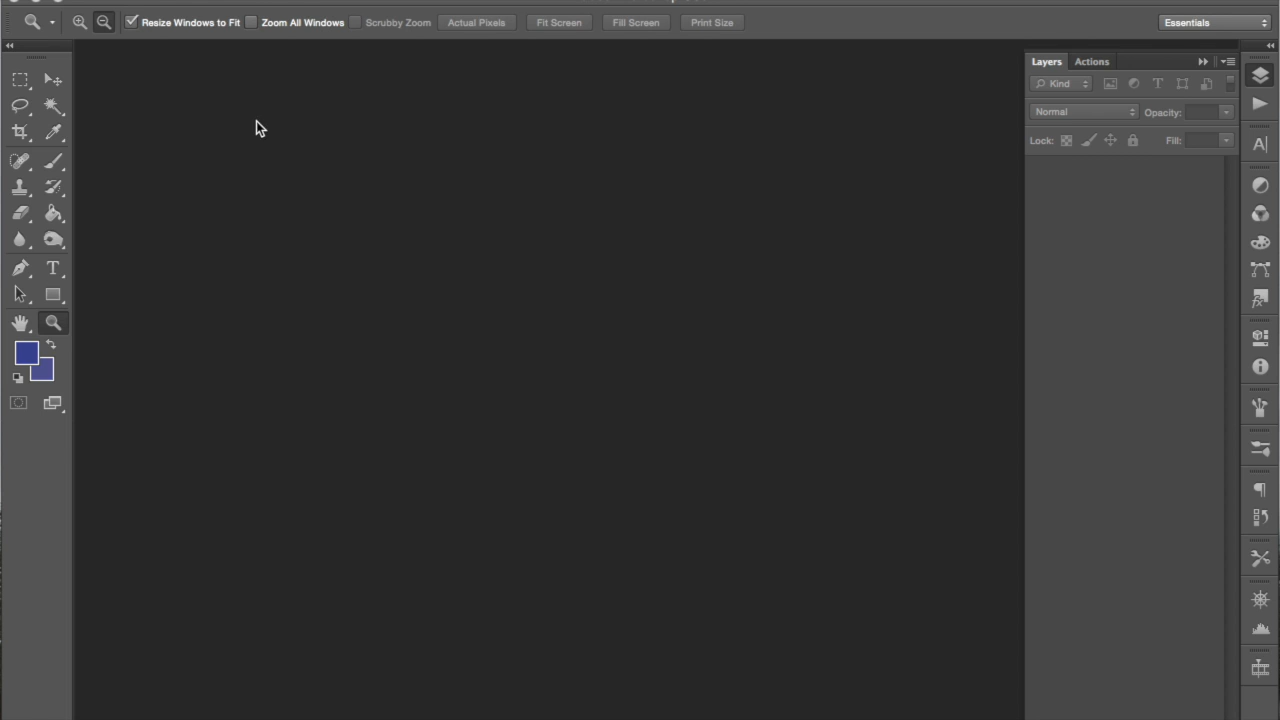 Resize Windows to Fit Zoom All Windows Scrubby Zoom Actual Pixels Fit Screen Fill Screen Print Size Essentials
Layers Actions
Kind
Normal Opacity:
Lock: Fill: